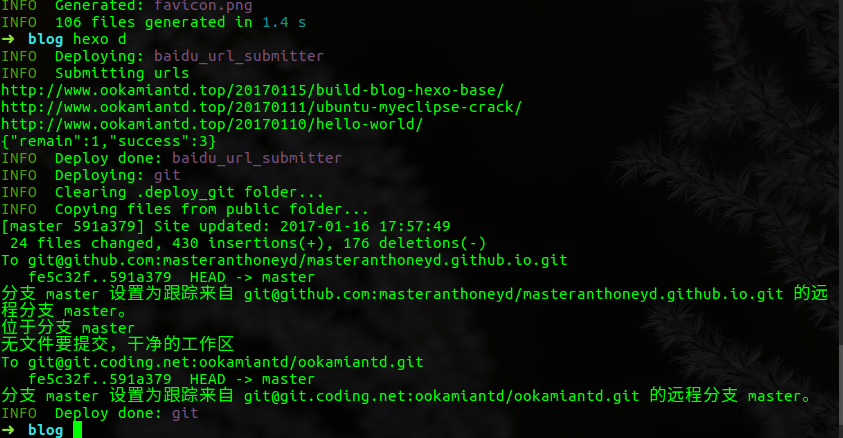 INFO  Generated: favicon.png
INFO  106 files generated in 1.4 s
➜  blog hexo d
INFO  Deploying: baidu_url_submitter
INFO  Submitting urls
http://www.ookamiantd.top/20170115/build-blog-hexo-base/
http://www.ookamiantd.top/20170111/ubuntu-myeclipse-crack/
http://www.ookamiantd.top/20170110/hello-world/
{"remain":1,"success":3}
INFO  Deploy done: baidu_url_submitter
INFO  Deploying: git
INFO  Clearing .deploy_git folder...
INFO  Copying files from public folder...
[master 591a379] Site updated: 2017-01-16 17:57:49
 24 files changed, 430 insertions(+), 176 deletions(-)
To git@github.com:masteranthoneyd/masteranthoneyd.github.io.git
   fe5c32f..591a379  HEAD -> master
分支 master 设置为跟踪来自 git@github.com:masteranthoneyd/masteranthoneyd.github.io.git 的远
程分支 master。
位于分支 master
无文件要提交，干净的工作区
To git@git.coding.net:ookamiantd/ookamiantd.git
   fe5c32f..591a379  HEAD -> master
分支 master 设置为跟踪来自 git@git.coding.net:ookamiantd/ookamiantd.git 的远程分支 master。
INFO  Deploy done: git
➜  blog